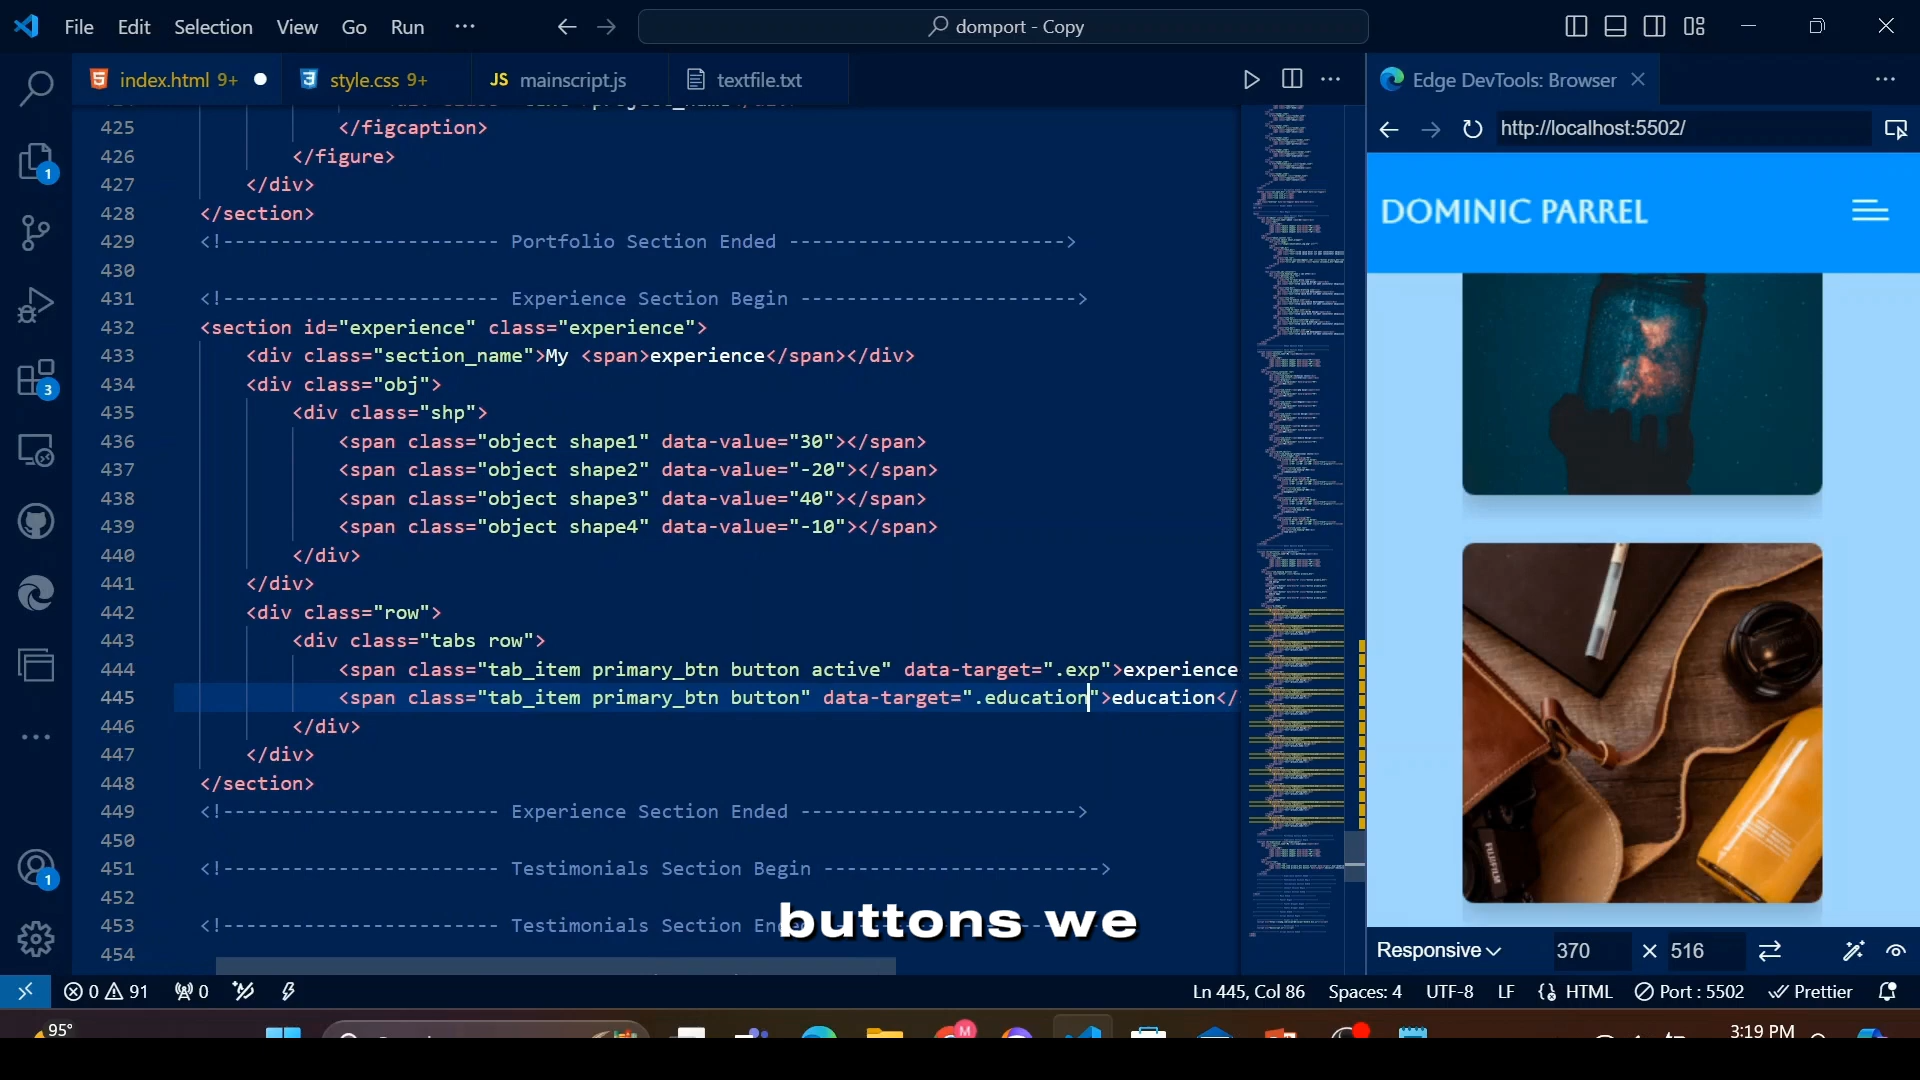 File Edit Selection View Go Run ··· domport - Copy
index.html 9+ style.css 9+ JS mainscript.js textfile.txt Edge DevTools: Browser
http://localhost:5502/
425 </figcaption>
426 </figure>
427 </div>
428 </section>
429 <!------------------------ Portfolio Section Ended ------------------------>
430
431 <!------------------------ Experience Section Begin ------------------------>
432 <section id="experience" class="experience">
433 <div class="section_name">My <span>experience</span></div>
434 <div class="obj">
435 <div class="shp">
436 <span class="object shape1" data-value="30"></span>
437 <span class="object shape2" data-value="-20"></span>
438 <span class="object shape3" data-value="40"></span>
439 <span class="object shape4" data-value="-10"></span>
440 </div>
441 </div>
442 <div class="row">
443 <div class="tabs row">
444 <span class="tab_item primary_btn button active" data-target=".exp">experience
445 <span class="tab_item primary_btn button" data-target=".education">education</
446 </div>
447 </div>
448 </section>
449 <!------------------------ Experience Section Ended ------------------------>
450
451 <!------------------------ Testimonials Section Begin ------------------------>
452
453 <!------------------------ Testimonials Section
454
buttons we
DOMINIC PARREL
FUJIFILM
Responsive 370 × 516
1
3
1
0 91 0 Ln 445, Col 86 Spaces: 4 UTF-8 LF HTML Port : 5502 Prettier
95° M 3:19 PM